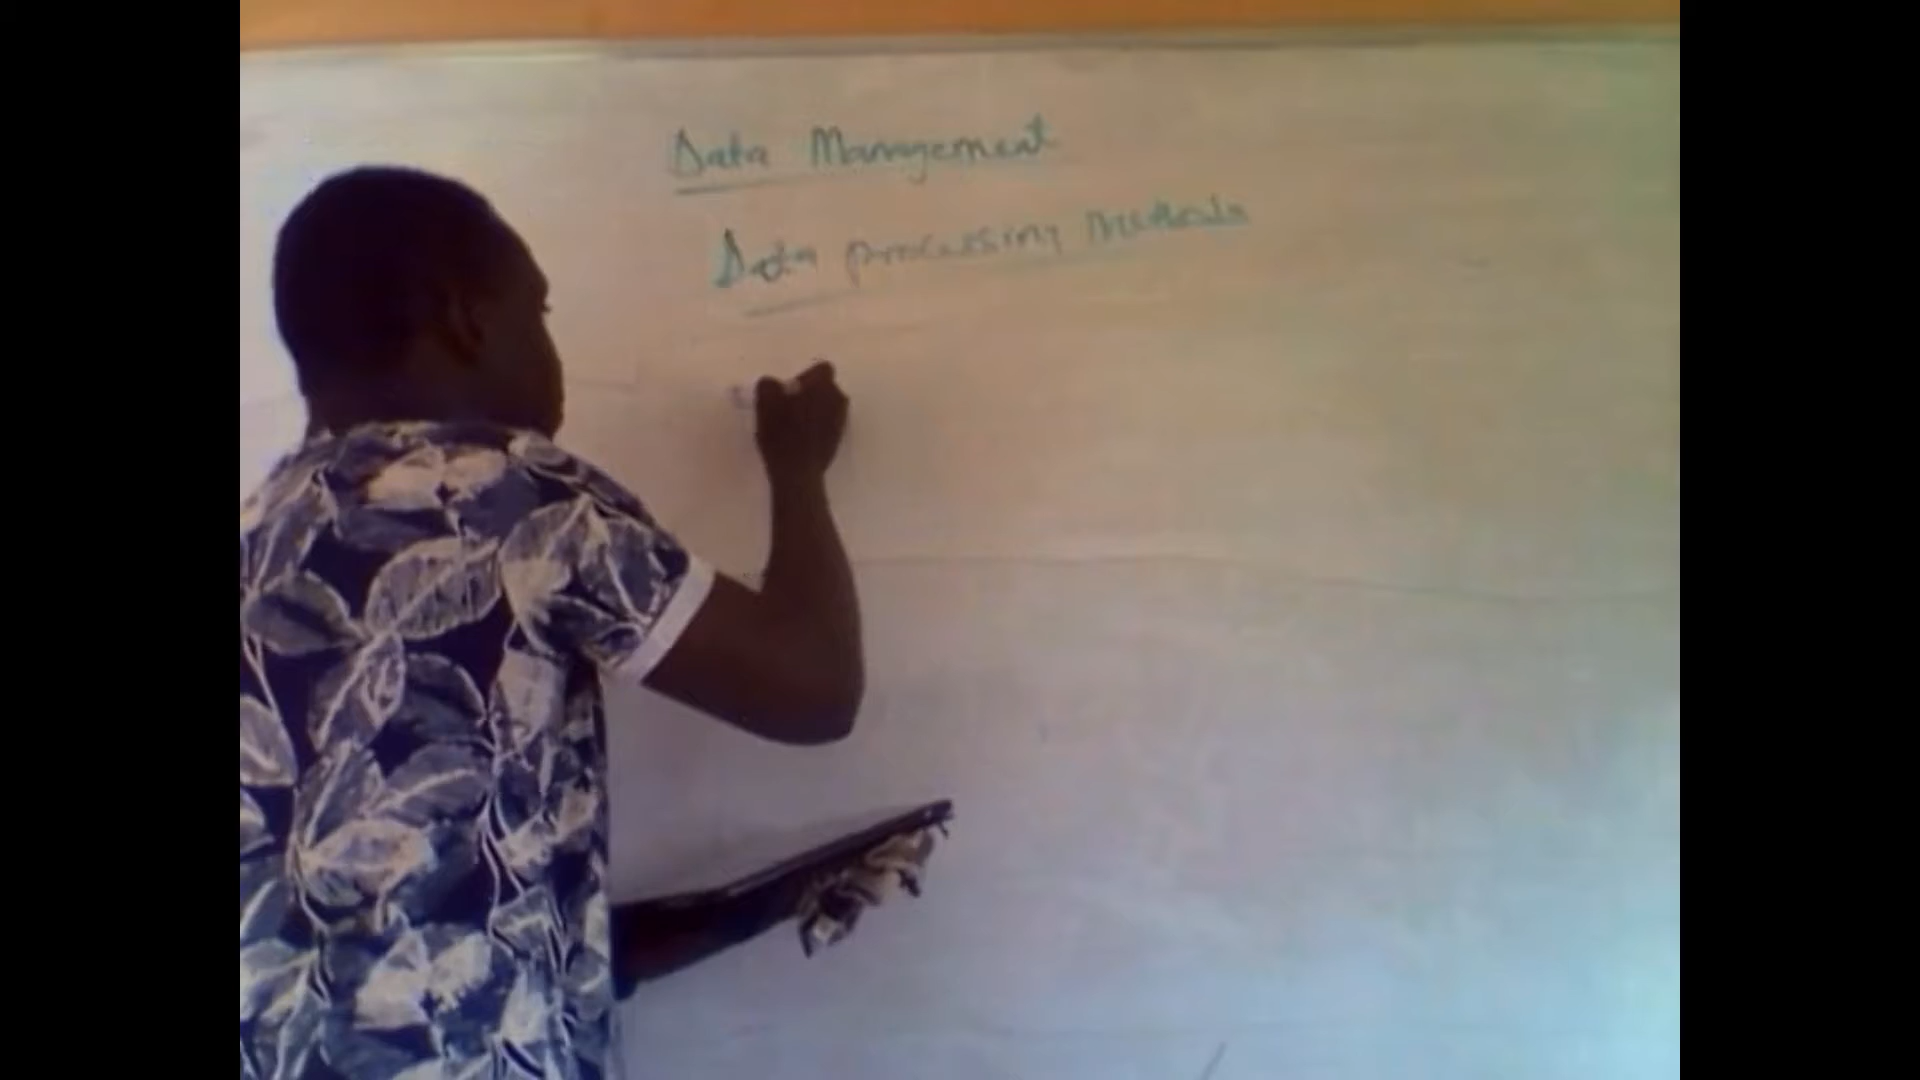 Data Management
Data processing Methods